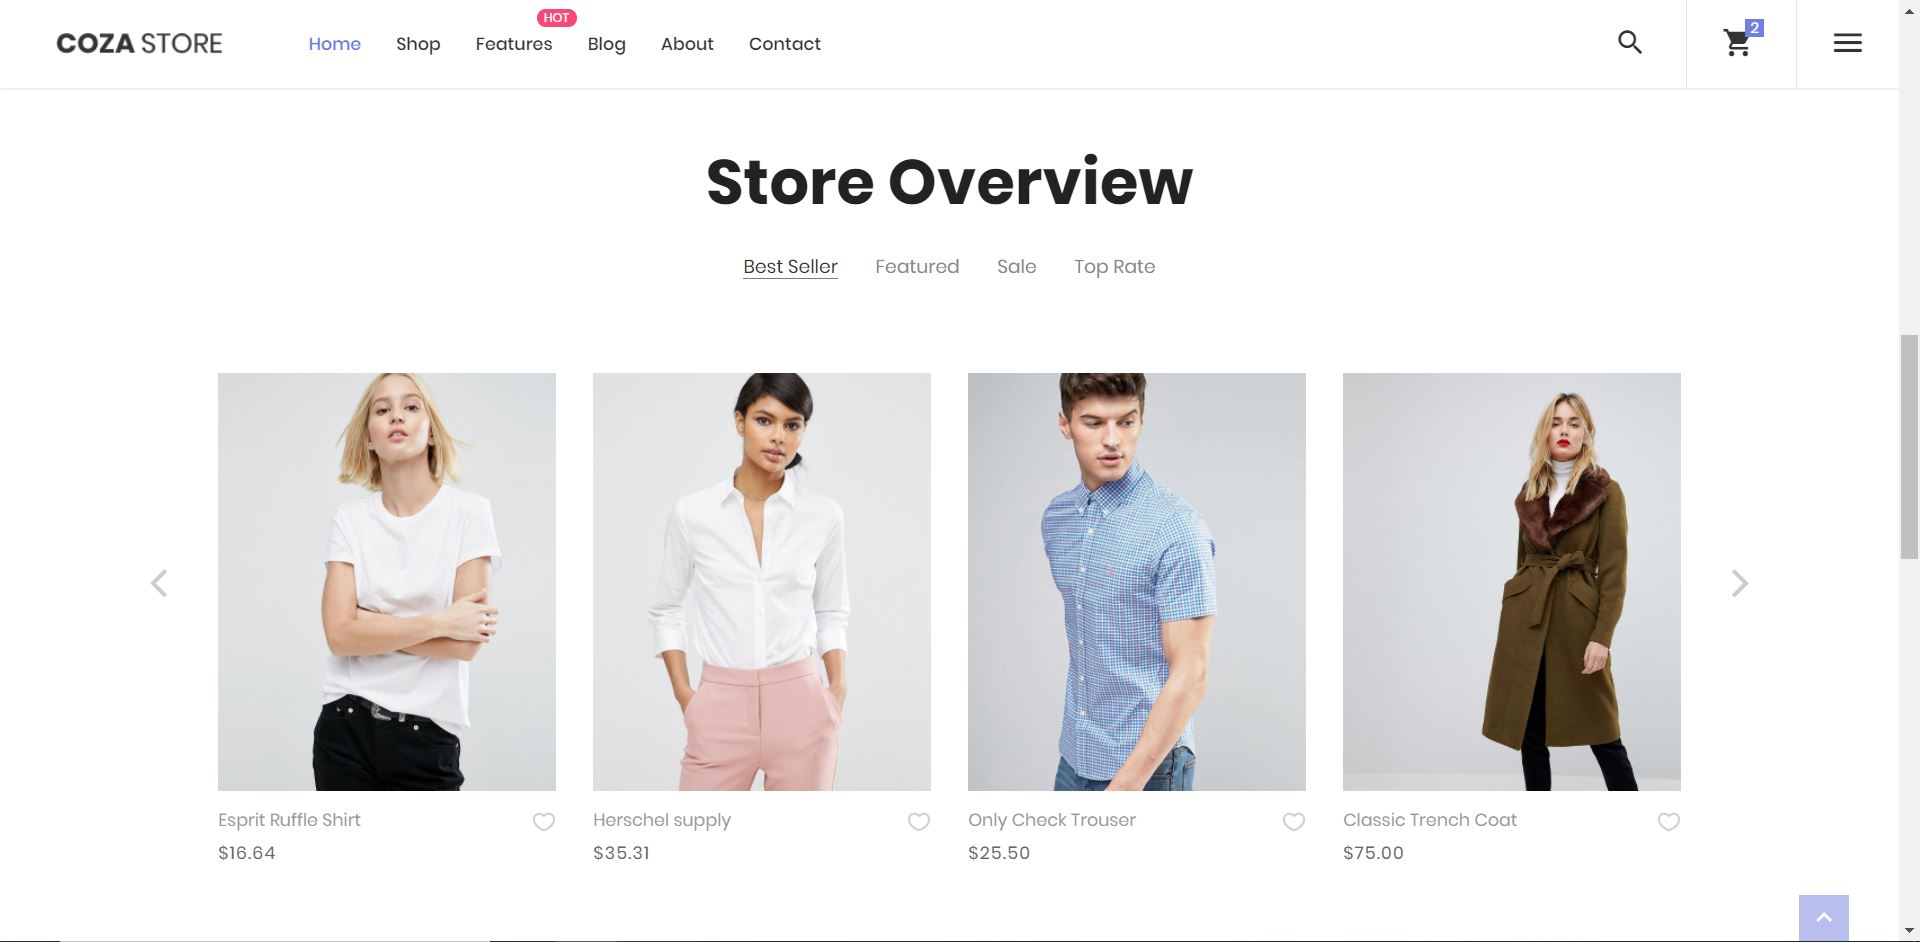 COZA STORE
Home
Shop
Features
HOT
Blog
About
Contact
2
Store Overview
Best Seller
Featured
Sale
Top Rate
Esprit Ruffle Shirt
$16.64
Herschel supply
$35.31
Only Check Trouser
$25.50
Classic Trench Coat
$75.00